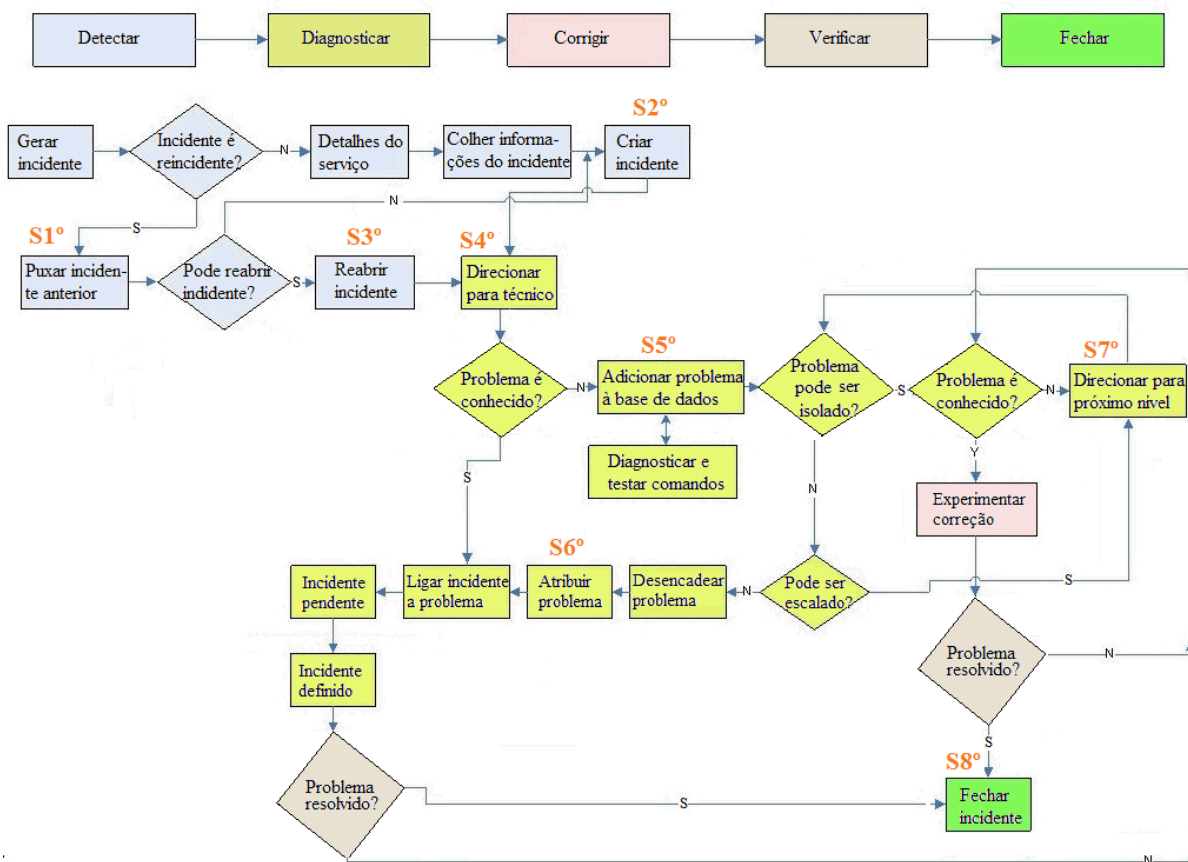 Detectar
Diagnosticar
Corrigir
Verificar
Fechar
S2º
Gerar
incidente
Incidente é
reincidente?
N
Detalhes do
serviço
Colher informa-
ções do incidente
Criar
incidente
S
N
S1º
S3º
S4º
Puxar inciden-
te anterior
Pode reabrir
indidente?
S
Reabrir
incidente
Direcionar
para técnico
S5º
S7º
Problema é
conhecido?
N
Adicionar problema
à base de dados
Problema
pode ser
isolado?
S
Problema é
conhecido?
N
Direcionar para
próximo nível
Diagnosticar e
testar comandos
S
N
Y
Experimentar
correção
S6º
Incidente
pendente
Ligar incidente
a problema
Atribuir
problema
Desencadear
problema
N
Pode ser
escalado?
S
Incidente
definido
Problema
resolvido?
N
S
S8º
Problema
resolvido?
S
Fechar
incidente
N